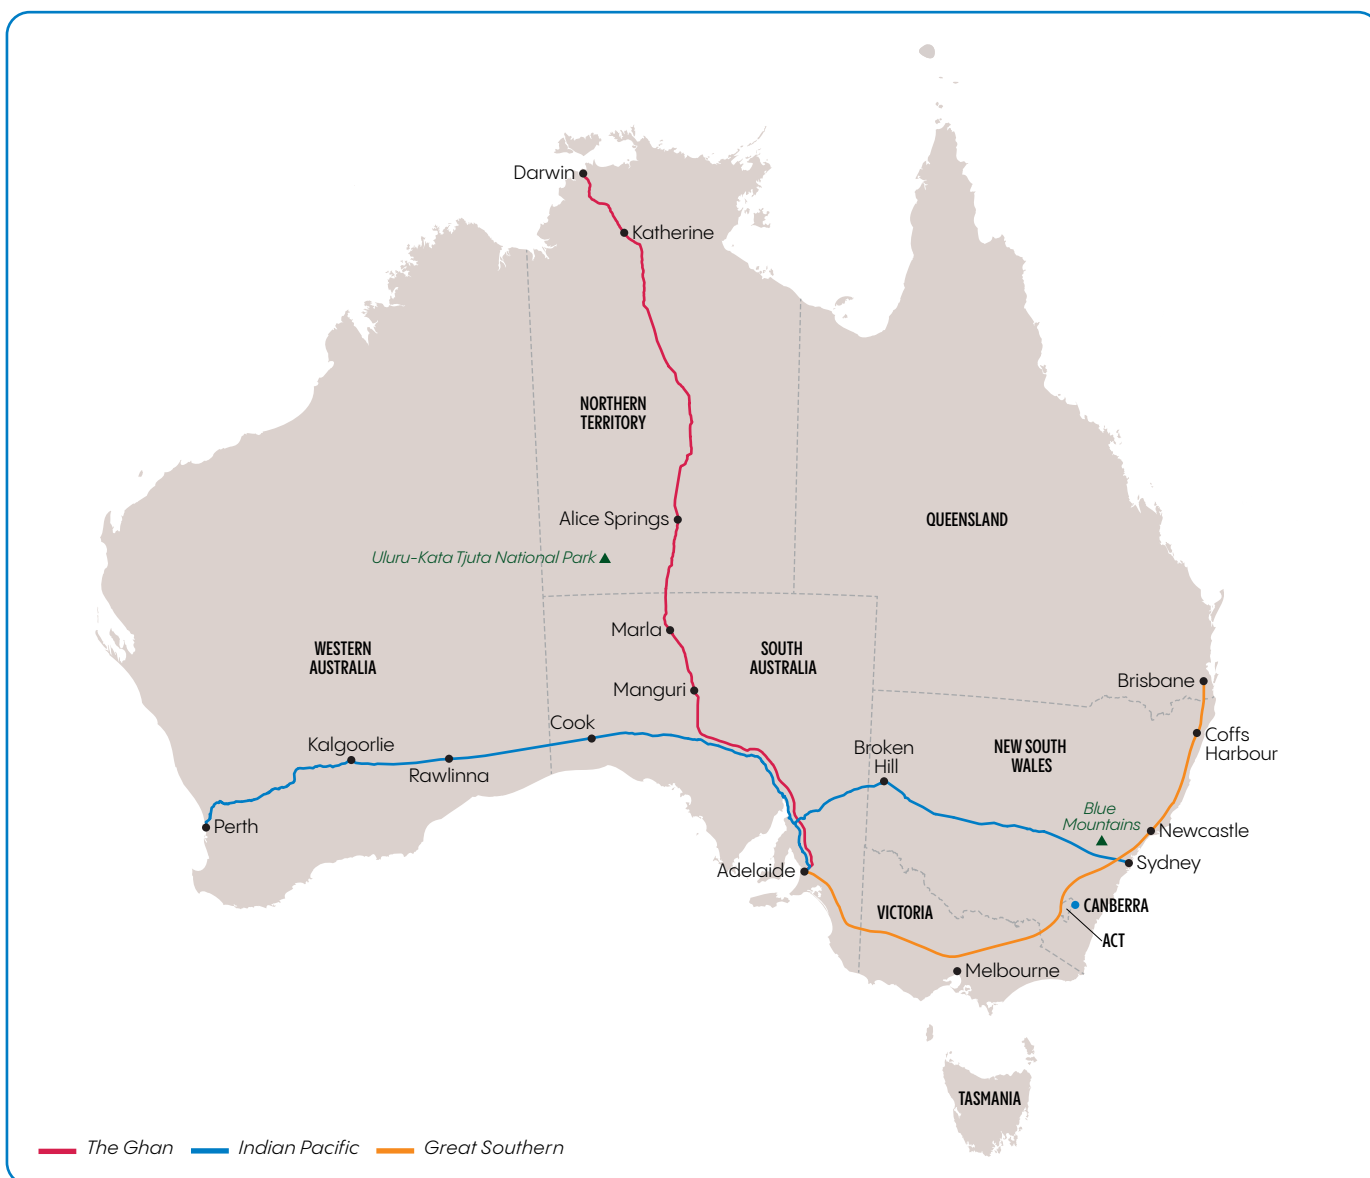 Darwin
Katherine
NORTHERN
TERRITORY
Alice Springs
QUEENSLAND
Uluru-Kata Tjuta National Park
Marla
WESTERN
AUSTRALIA
SOUTH
AUSTRALIA
Manguri
Brisbane
Cook
Coffs
Harbour
Kalgoorlie
Broken
Hill
NEW SOUTH
WALES
Rawlinna
Blue
Mountains
Perth
Newcastle
Sydney
Adelaide
VICTORIA
CANBERRA
ACT
Melbourne
TASMANIA
The Ghan
Indian Pacific
Great Southern